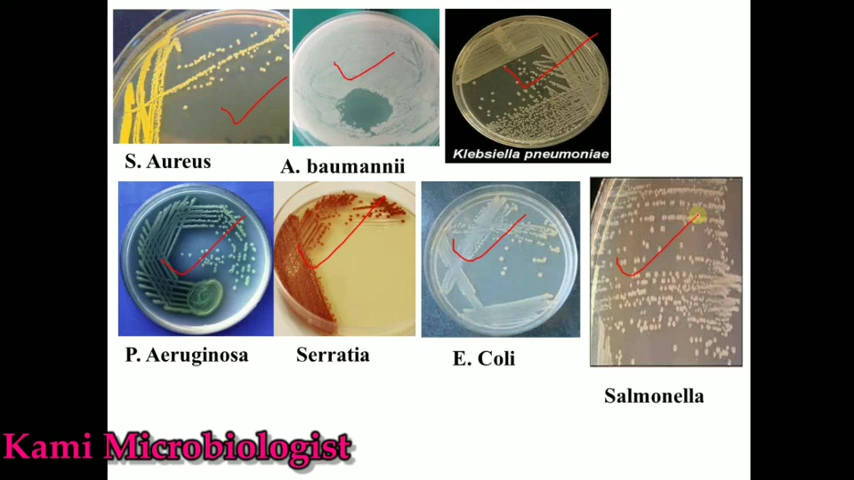 S. Aureus
A. baumannii
Klebsiella pneumoniae
P. Aeruginosa
Serratia
E. Coli
Salmonella
Kami Microbiologist